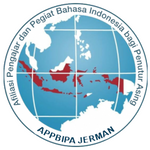 Afiliasi Pengajar dan Pegiat Bahasa Indonesia bagi Penutur Asing
APPBIPA JERMAN